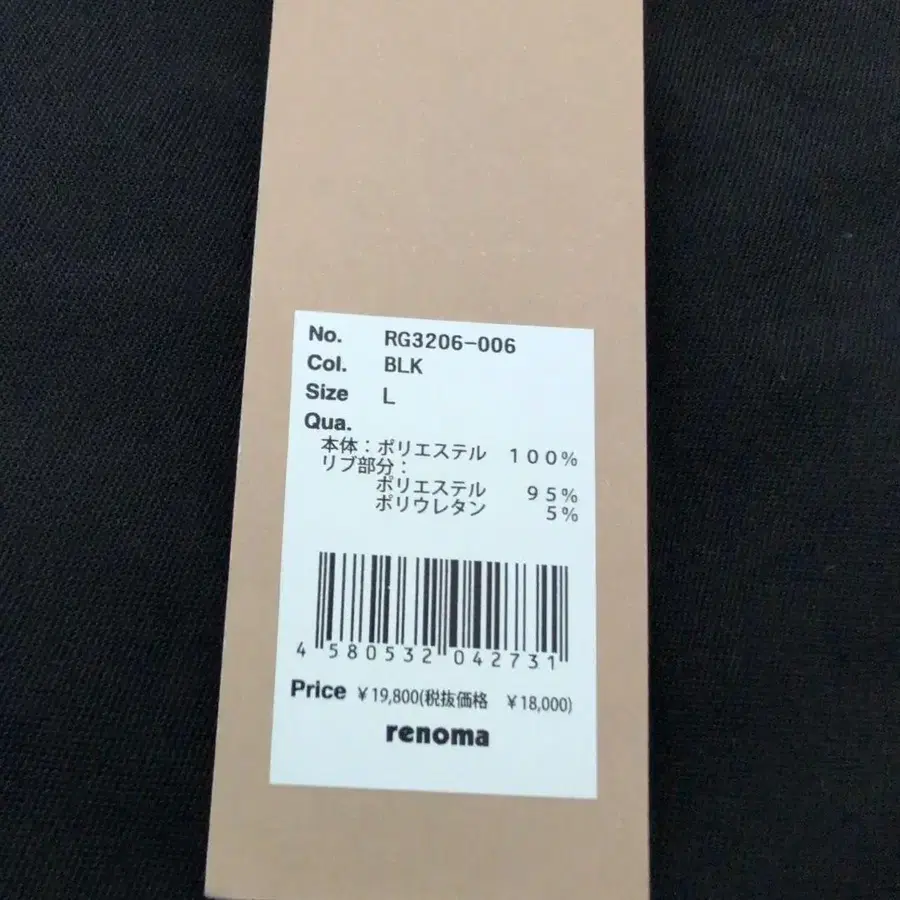 No. RG3206-006
Col. BLK
Size L
Qua.
本体：ポリエステル 100%
リブ部分：
ポリエステル 95%
ポリウレタン 5%
4 580532 042731
Price ￥19,800(税抜価格 ￥18,000)
renoma